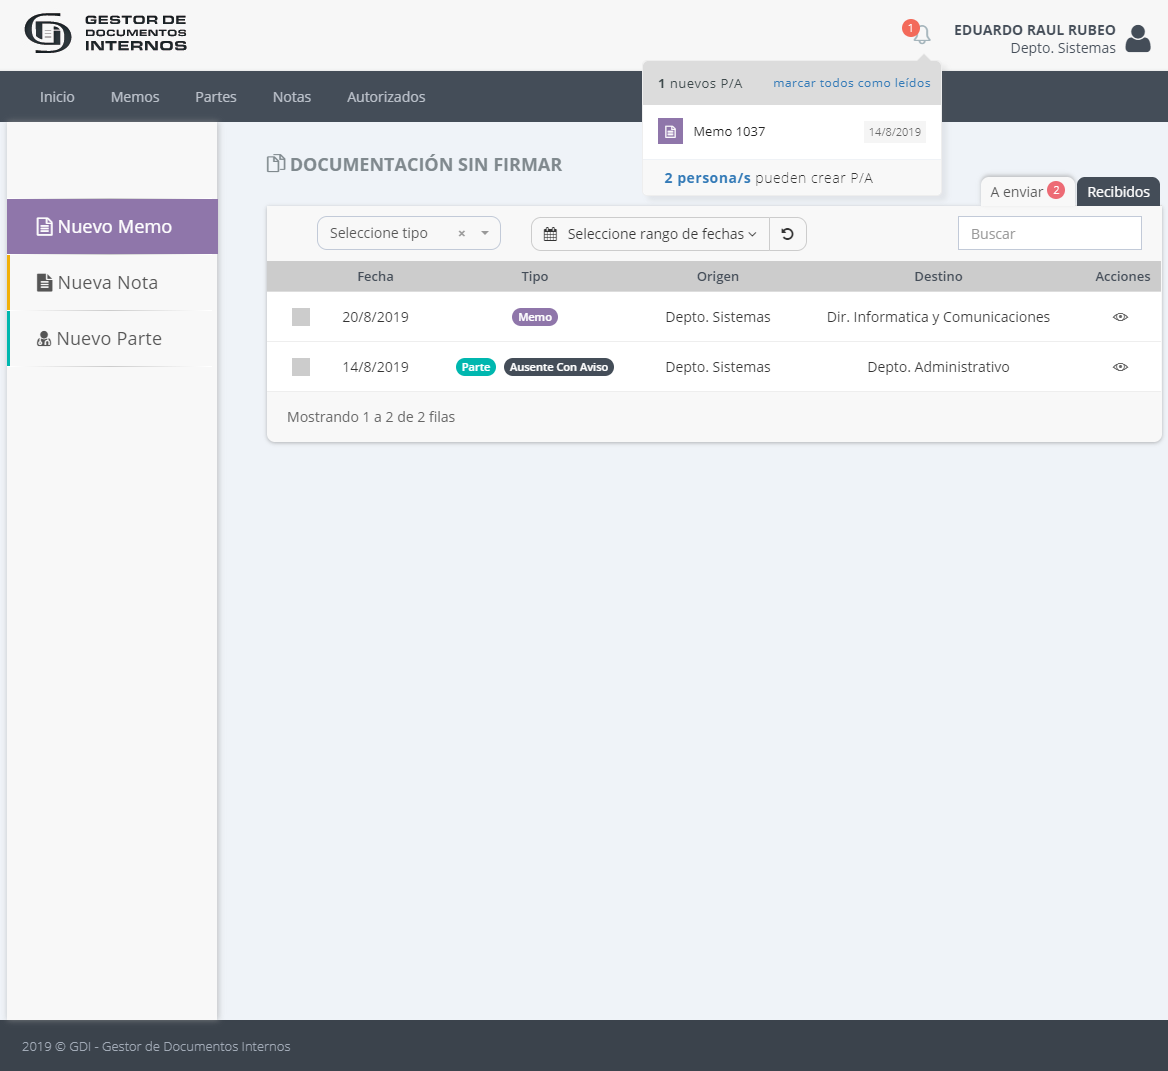 GESTOR DE
DOCUMENTOS
INTERNOS
1
EDUARDO RAUL RUBEO
Depto. Sistemas
Inicio Memos Partes Notas Autorizados
1 nuevos P/A marcar todos como leídos
Memo 1037 14/8/2019
2 persona/s pueden crear P/A
Nuevo Memo
Nueva Nota
Nuevo Parte
DOCUMENTACIÓN SIN FIRMAR
A enviar 2 Recibidos
Seleccione tipo × Seleccione rango de fechas Buscar
Fecha Tipo Origen Destino Acciones
20/8/2019 Memo Depto. Sistemas Dir. Informatica y Comunicaciones
14/8/2019 Parte Ausente Con Aviso Depto. Sistemas Depto. Administrativo
Mostrando 1 a 2 de 2 filas
2019 © GDI - Gestor de Documentos Internos